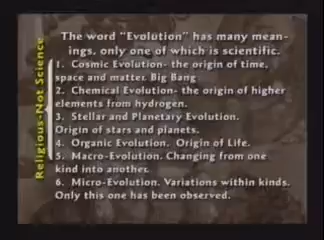 The word "Evolution" has many mean-
ings, only one of which is scientific.
1. Cosmic Evolution- the origin of time,
space and matter. Big Bang
2. Chemical Evolution- the origin of higher
elements from hydrogen.
3. Stellar and Planetary Evolution.
Origin of stars and planets.
4. Organic Evolution. Origin of Life.
5. Macro-Evolution. Changing from one
kind into another.
6. Micro-Evolution. Variations within kinds.
Only this one has been observed.
Religious-Not Science